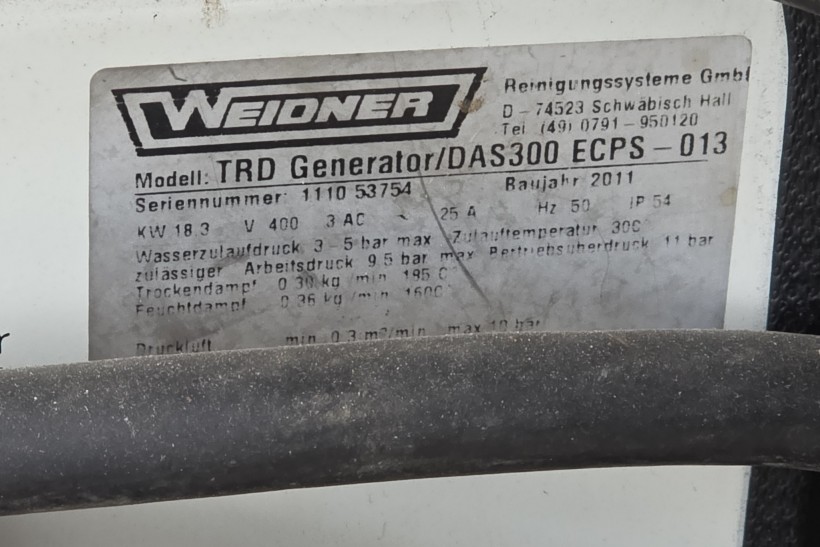 WEIDNER
Reinigungssysteme GmbH
D-74523 Schwäbisch Hall
Tel (49) 0791-950120
Modell: TRD Generator/DAS300 ECPS-013
Seriennummer: 1110 53754 Baujahr 2011
KW 18.3 V 400 3 AC ~ 25 A Hz 50 IP 54
Wasserzulaufdruck 3-5 bar max Zulauftemperatur 30C
zulässiger Arbeitsdruck 9.5 bar max Betriebsüberdruck 11 bar
Trockendampf 0.30 kg/min 185 C
Feuchtdampf 0.36 kg/min 160C
Druckluft min 0.3 m³/min max 10 bar